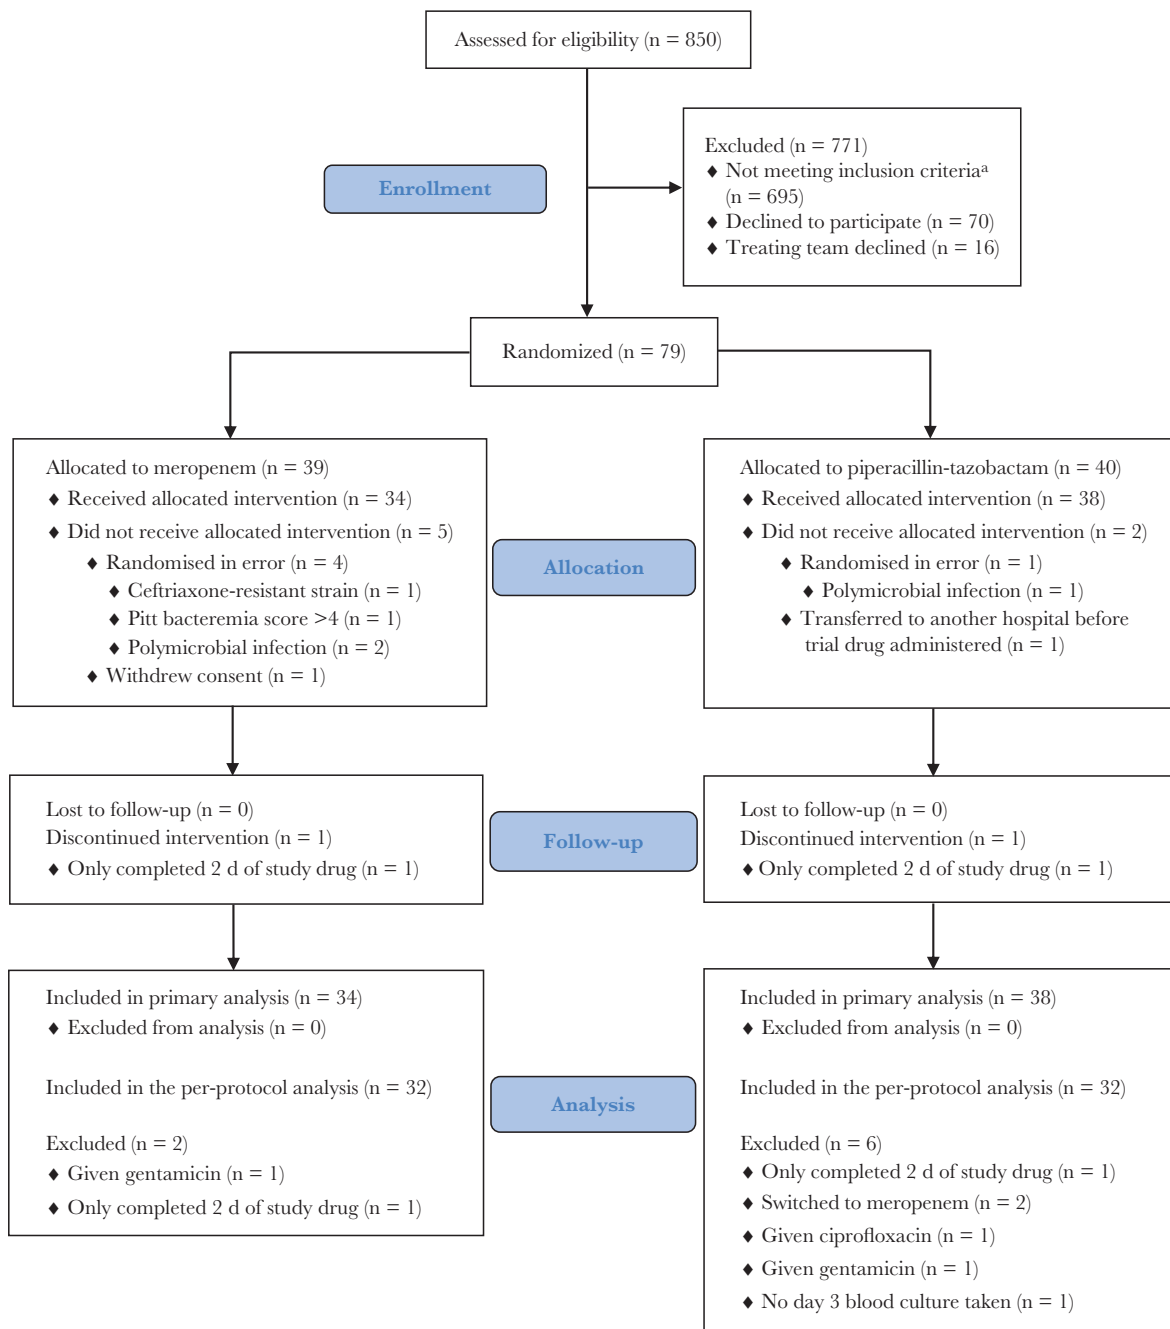 Assessed for eligibility (n = 850)
Excluded (n = 771)
♦ Not meeting inclusion criteriaᵃ
(n = 695)
♦ Declined to participate (n = 70)
♦ Treating team declined (n = 16)
Enrollment
Randomized (n = 79)
Allocated to meropenem (n = 39)
♦ Received allocated intervention (n = 34)
♦ Did not receive allocated intervention (n = 5)
♦ Randomised in error (n = 4)
♦ Ceftriaxone-resistant strain (n = 1)
♦ Pitt bacteremia score >4 (n = 1)
♦ Polymicrobial infection (n = 2)
♦ Withdrew consent (n = 1)
Allocation
Allocated to piperacillin-tazobactam (n = 40)
♦ Received allocated intervention (n = 38)
♦ Did not receive allocated intervention (n = 2)
♦ Randomised in error (n = 1)
♦ Polymicrobial infection (n = 1)
♦ Transferred to another hospital before
trial drug administered (n = 1)
Lost to follow-up (n = 0)
Discontinued intervention (n = 1)
♦ Only completed 2 d of study drug (n = 1)
Follow-up
Lost to follow-up (n = 0)
Discontinued intervention (n = 1)
♦ Only completed 2 d of study drug (n = 1)
Included in primary analysis (n = 34)
♦ Excluded from analysis (n = 0)
Included in the per-protocol analysis (n = 32)
Excluded (n = 2)
♦ Given gentamicin (n = 1)
♦ Only completed 2 d of study drug (n = 1)
Analysis
Included in primary analysis (n = 38)
♦ Excluded from analysis (n = 0)
Included in the per-protocol analysis (n = 32)
Excluded (n = 6)
♦ Only completed 2 d of study drug (n = 1)
♦ Switched to meropenem (n = 2)
♦ Given ciprofloxacin (n = 1)
♦ Given gentamicin (n = 1)
♦ No day 3 blood culture taken (n = 1)